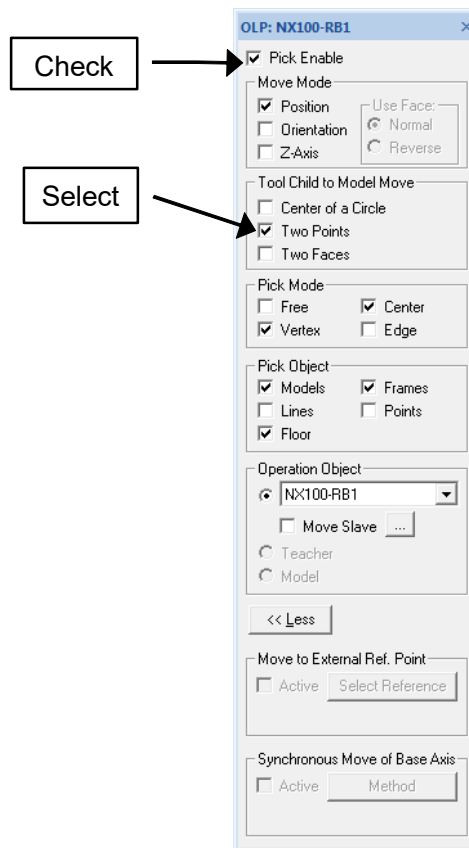 OLP: NX100-RB1
Check
Pick Enable
Move Mode
Position
Orientation
Z-Axis
Use Face:
Normal
Reverse
Select
Tool Child to Model Move
Center of a Circle
Two Points
Two Faces
Pick Mode
Free Center
Vertex Edge
Pick Object
Models Frames
Lines Points
Floor
Operation Object
NX100-RB1
Move Slave ...
Teacher
Model
<< Less
Move to External Ref. Point
Active Select Reference
Synchronous Move of Base Axis
Active Method